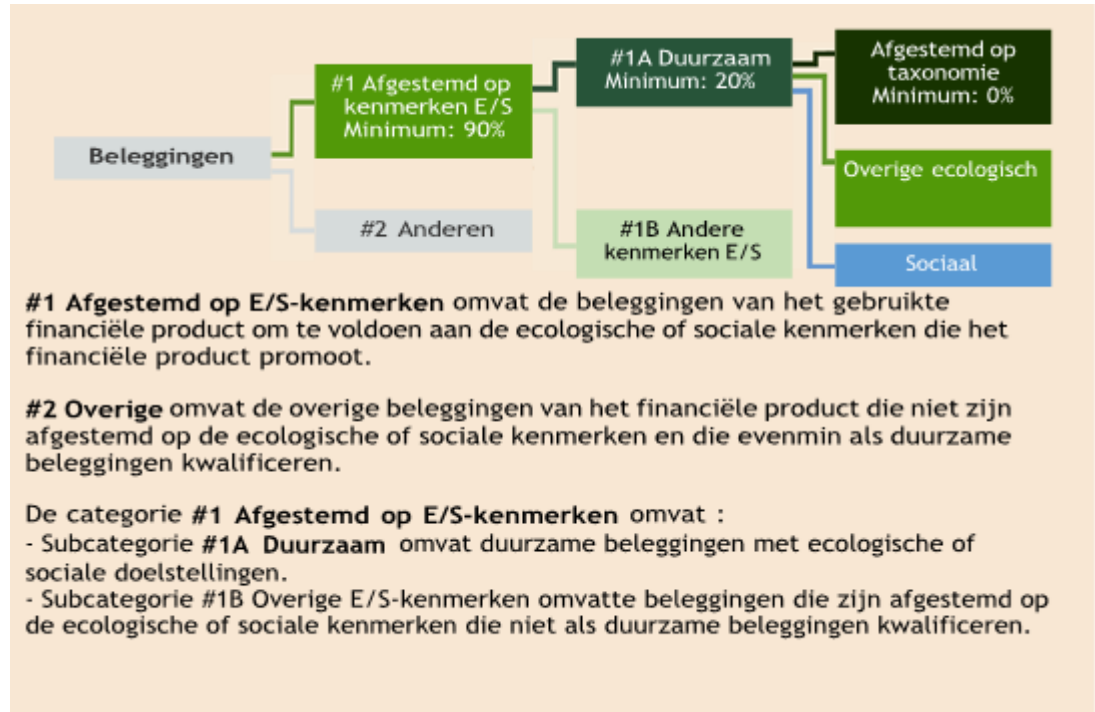 Beleggingen
#1 Afgestemd op
kenmerken E/S
Minimum: 90%
#2 Anderen
#1A Duurzaam
Minimum: 20%
#1B Andere
kenmerken E/S
Afgestemd op
taxonomie
Minimum: 0%
Overige ecologisch
Sociaal
#1 Afgestemd op E/S-kenmerken omvat de beleggingen van het gebruikte
financiële product om te voldoen aan de ecologische of sociale kenmerken die het
financiële product promoot.
#2 Overige omvat de overige beleggingen van het financiële product die niet zijn
afgestemd op de ecologische of sociale kenmerken en die evenmin als duurzame
beleggingen kwalificeren.
De categorie #1 Afgestemd op E/S-kenmerken omvat :
- Subcategorie #1A Duurzaam omvat duurzame beleggingen met ecologische of
sociale doelstellingen.
- Subcategorie #1B Overige E/S-kenmerken omvatte beleggingen die zijn afgestemd op
de ecologische of sociale kenmerken die niet als duurzame beleggingen kwalificeren.